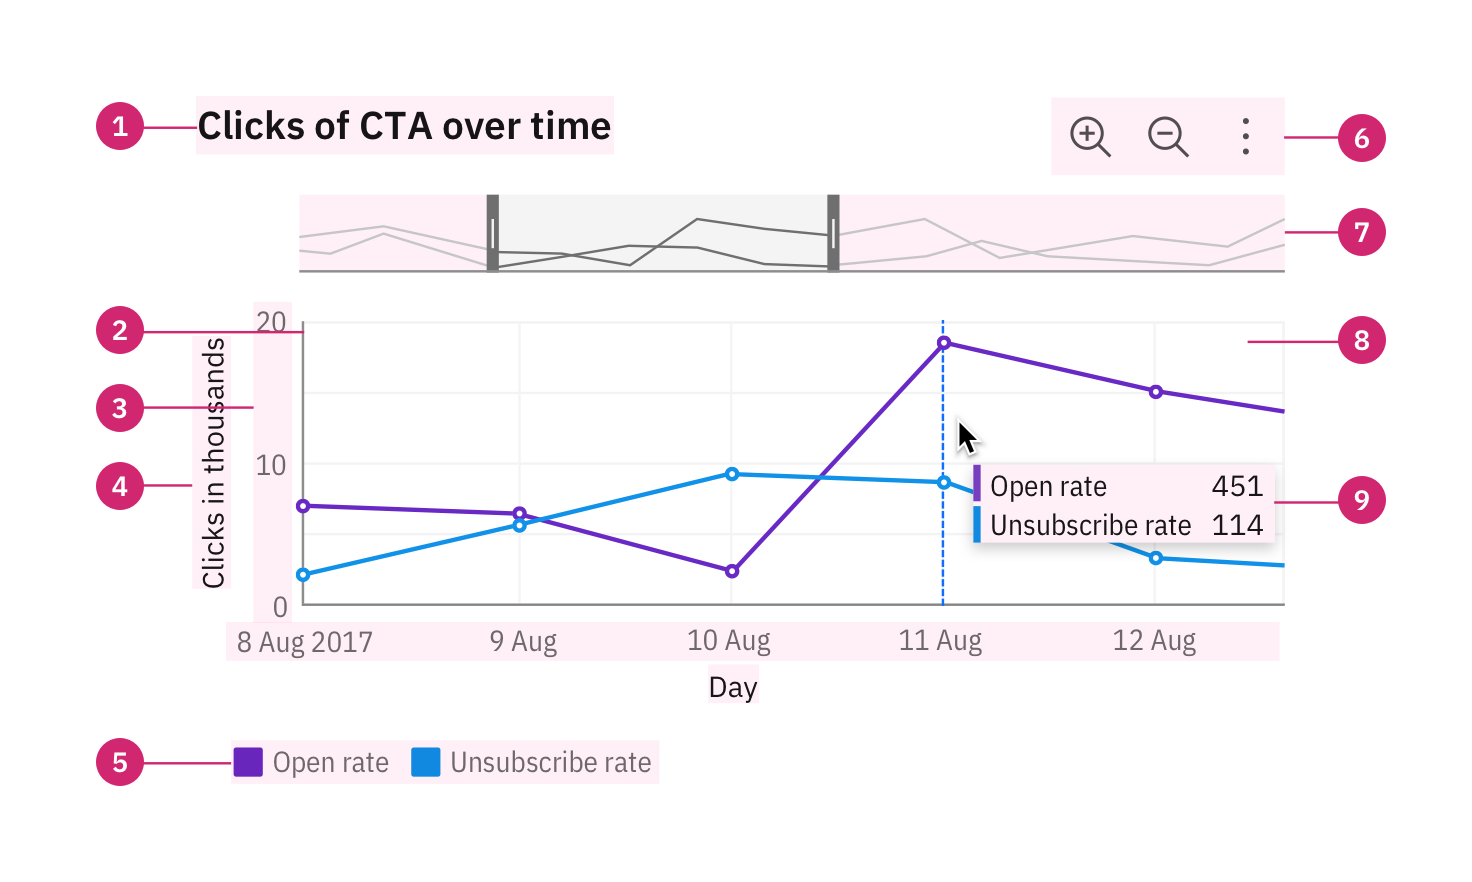 1
Clicks of CTA over time
6
7
2
20
8
3
Clicks in thousands
10
4
Open rate 451
9
Unsubscribe rate 114
0
8 Aug 2017 9 Aug 10 Aug 11 Aug 12 Aug
Day
5
Open rate Unsubscribe rate